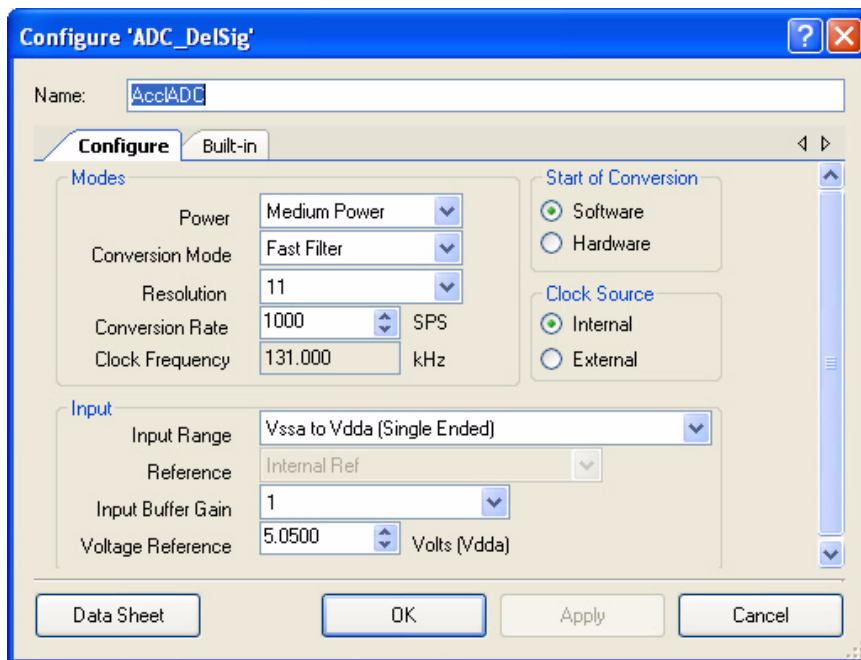 Configure 'ADC_DelSig'
Name: AcclADC
Configure Built-in
Modes
Power Medium Power
Conversion Mode Fast Filter
Resolution 11
Conversion Rate 1000 SPS
Clock Frequency 131.000 kHz
Start of Conversion
Software
Hardware
Clock Source
Internal
External
Input
Input Range Vssa to Vdda (Single Ended)
Reference Internal Ref
Input Buffer Gain 1
Voltage Reference 5.0500 Volts (Vdda)
Data Sheet OK Apply Cancel